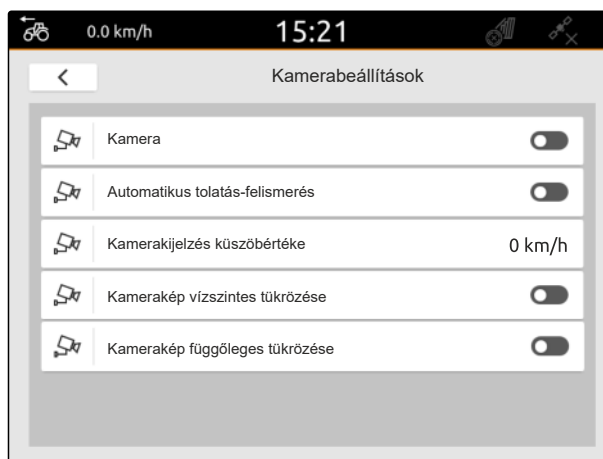 0.0 km/h 15:21
Kamerabeállítások
Kamera
Automatikus tolatás-felismerés
Kamerakijelzés küszöbértéke 0 km/h
Kamerakép vízszintes tükrözése
Kamerakép függőleges tükrözése